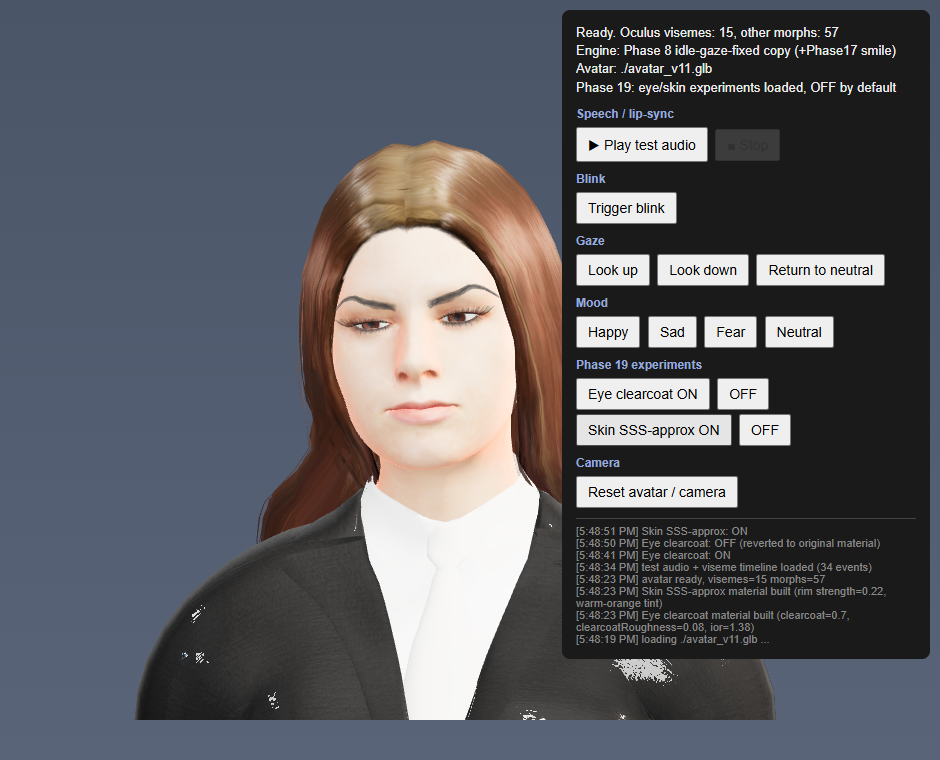 Ready. Oculus visemes: 15, other morphs: 57
Engine: Phase 8 idle-gaze-fixed copy (+Phase17 smile)
Avatar: ./avatar_v11.glb
Phase 19: eye/skin experiments loaded, OFF by default
Speech / lip-sync
▶ Play test audio ■ Stop
Blink
Trigger blink
Gaze
Look up Look down Return to neutral
Mood
Happy Sad Fear Neutral
Phase 19 experiments
Eye clearcoat ON OFF
Skin SSS-approx ON OFF
Camera
Reset avatar / camera
[5:48:51 PM] Skin SSS-approx: ON
[5:48:50 PM] Eye clearcoat: OFF (reverted to original material)
[5:48:41 PM] Eye clearcoat: ON
[5:48:34 PM] test audio + viseme timeline loaded (34 events)
[5:48:23 PM] avatar ready, visemes=15 morphs=57
[5:48:23 PM] Skin SSS-approx material built (rim strength=0.22,
warm-orange tint)
[5:48:23 PM] Eye clearcoat material built (clearcoat=0.7,
clearcoatRoughness=0.08, ior=1.38)
[5:48:19 PM] loading ./avatar_v11.glb ...